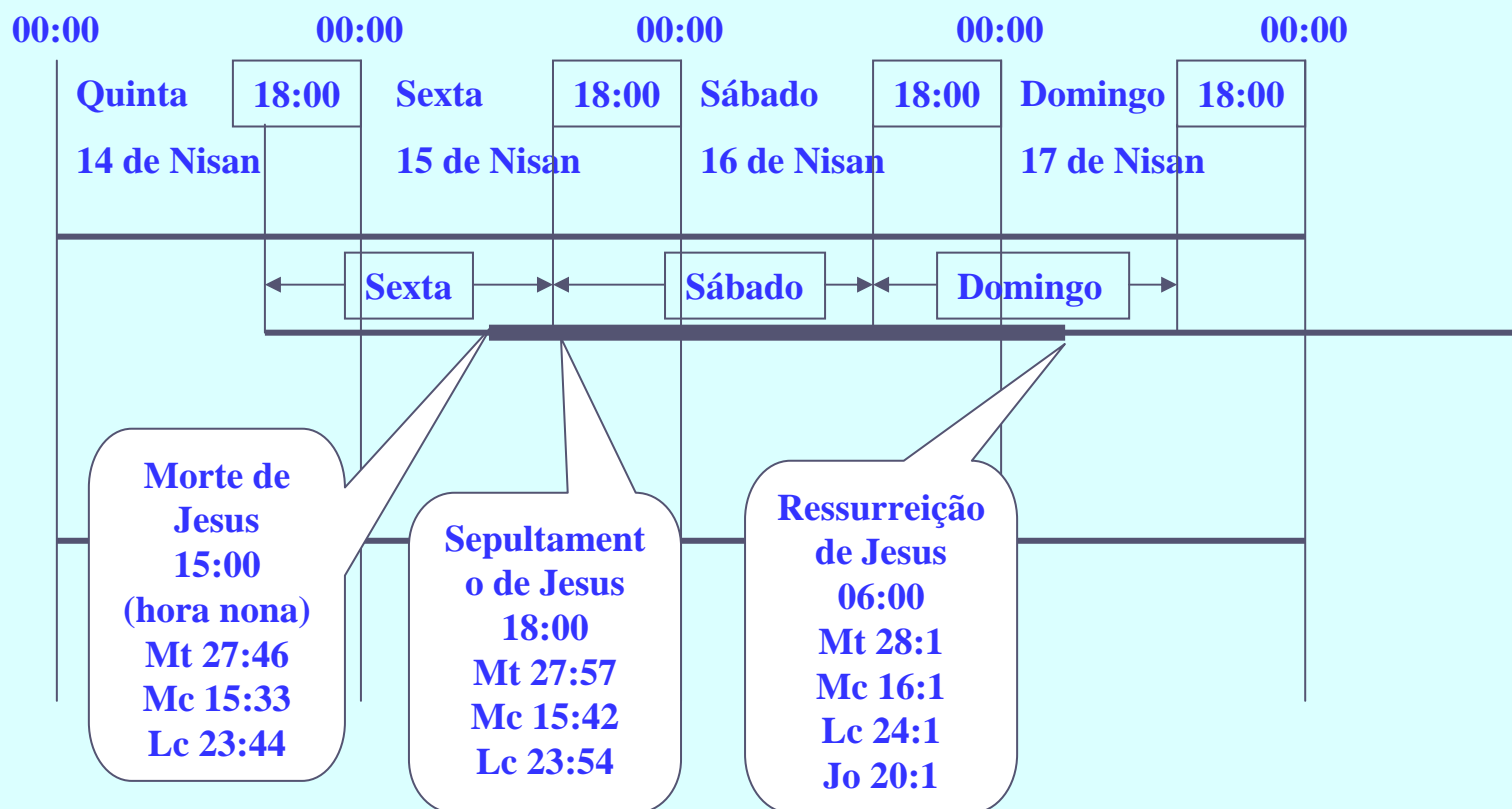 00:00 00:00 00:00 00:00 00:00
Quinta 18:00 Sexta 18:00 Sábado 18:00 Domingo 18:00
14 de Nisan 15 de Nisan 16 de Nisan 17 de Nisan
Sexta Sábado Domingo
Morte de
Jesus
15:00
(hora nona)
Mt 27:46
Mc 15:33
Lc 23:44
Sepultament
o de Jesus
18:00
Mt 27:57
Mc 15:42
Lc 23:54
Ressurreição
de Jesus
06:00
Mt 28:1
Mc 16:1
Lc 24:1
Jo 20:1